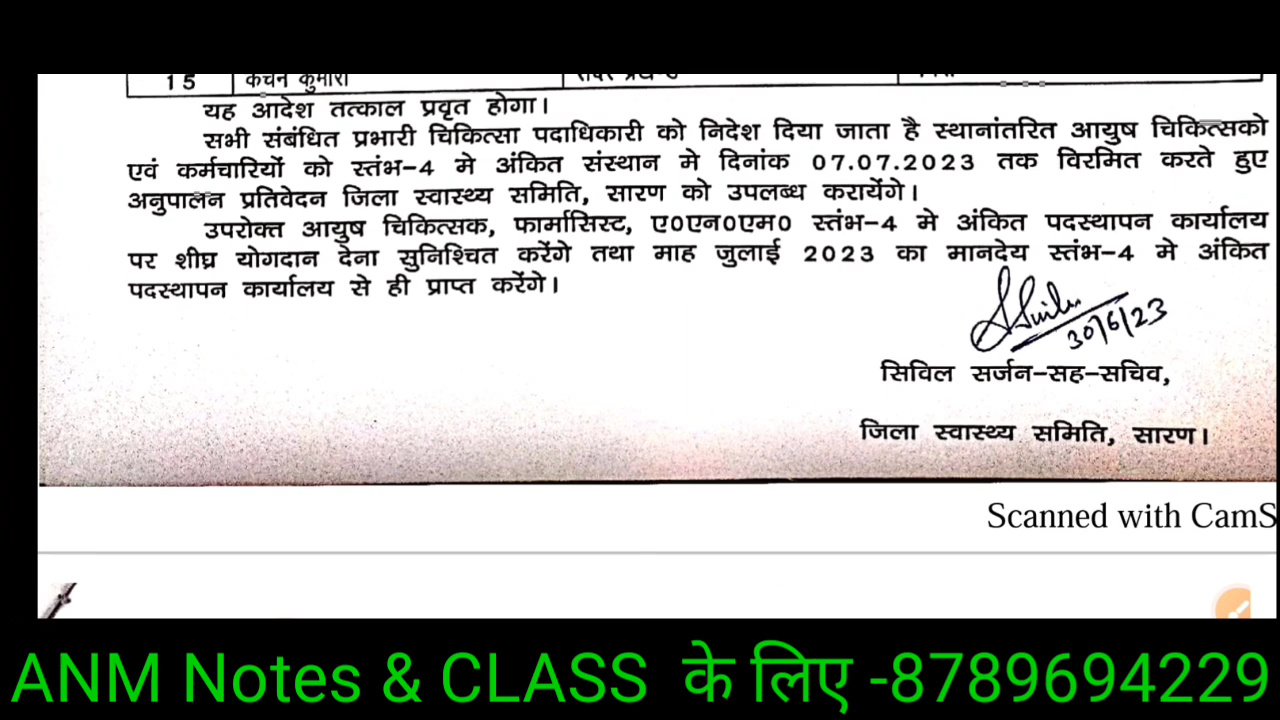 15 कंचन कुमारी
यह आदेश तत्काल प्रवृत होगा।
सभी संबंधित प्रभारी चिकित्सा पदाधिकारी को निदेश दिया जाता है स्थानांतरित आयुष चिकित्सको
एवं कर्मचारियों को स्तंभ-4 मे अंकित संस्थान मे दिनांक 07.07.2023 तक विरमित करते हुए
अनुपालन प्रतिवेदन जिला स्वास्थ्य समिति, सारण को उपलब्ध करायेंगे।
उपरोक्त आयुष चिकित्सक, फार्मासिस्ट, ए०एन०एम० स्तंभ-4 मे अंकित पदस्थापन कार्यालय
पर शीघ्र योगदान देना सुनिश्चित करेंगे तथा माह जुलाई 2023 का मानदेय स्तंभ-4 मे अंकित
पदस्थापन कार्यालय से ही प्राप्त करेंगे।
30/6/23
सिविल सर्जन-सह-सचिव,
जिला स्वास्थ्य समिति, सारण।
Scanned with CamS
ANM Notes & CLASS के लिए -8789694229